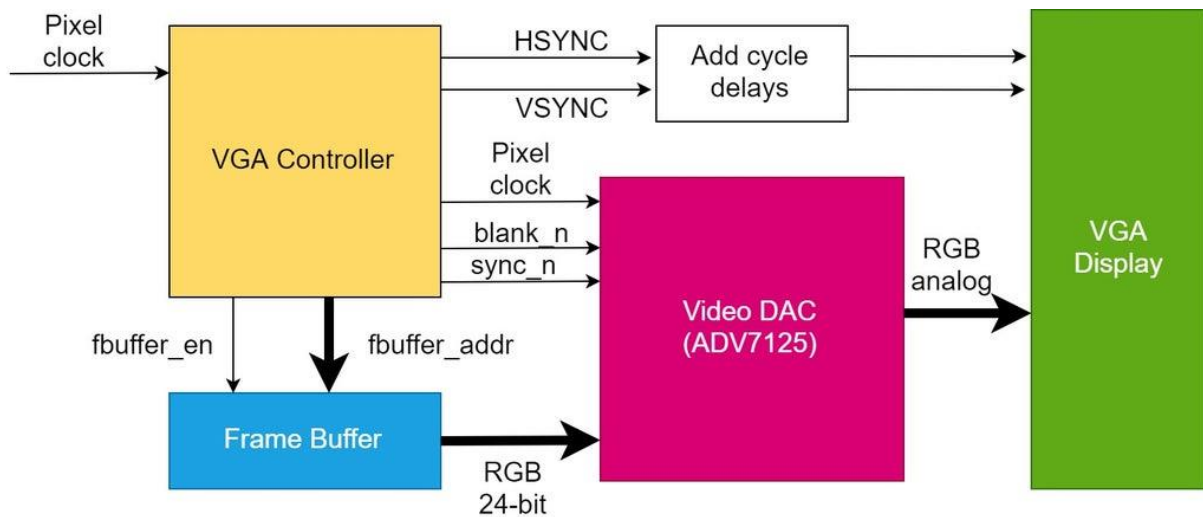 Pixel
clock
VGA Controller
HSYNC
VSYNC
Add cycle
delays
Pixel
clock
blank_n
sync_n
VGA
Display
RGB
analog
Video DAC
(ADV7125)
fbuffer_en
fbuffer_addr
Frame Buffer
RGB
24-bit